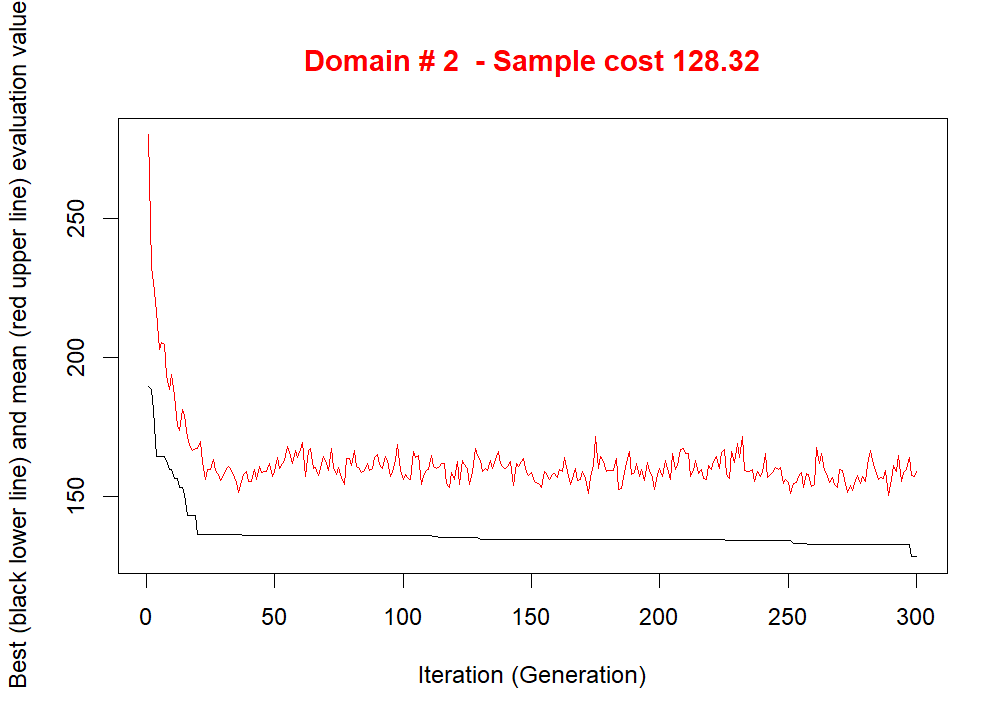 Domain # 2  - Sample cost 128.32
Best (black lower line) and mean (red upper line) evaluation value
250
200
150
0 50 100 150 200 250 300
Iteration (Generation)